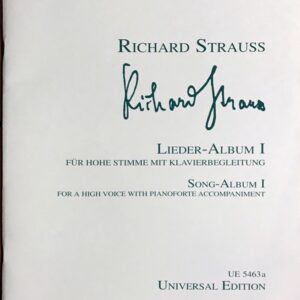 RICHARD STRAUSS
Richard Strauss
LIEDER-ALBUM I
FÜR HOHE STIMME MIT KLAVIERBEGLEITUNG
SONG-ALBUM I
FOR A HIGH VOICE WITH PIANOFORTE ACCOMPANIMENT
UE 5463a
UNIVERSAL EDITION